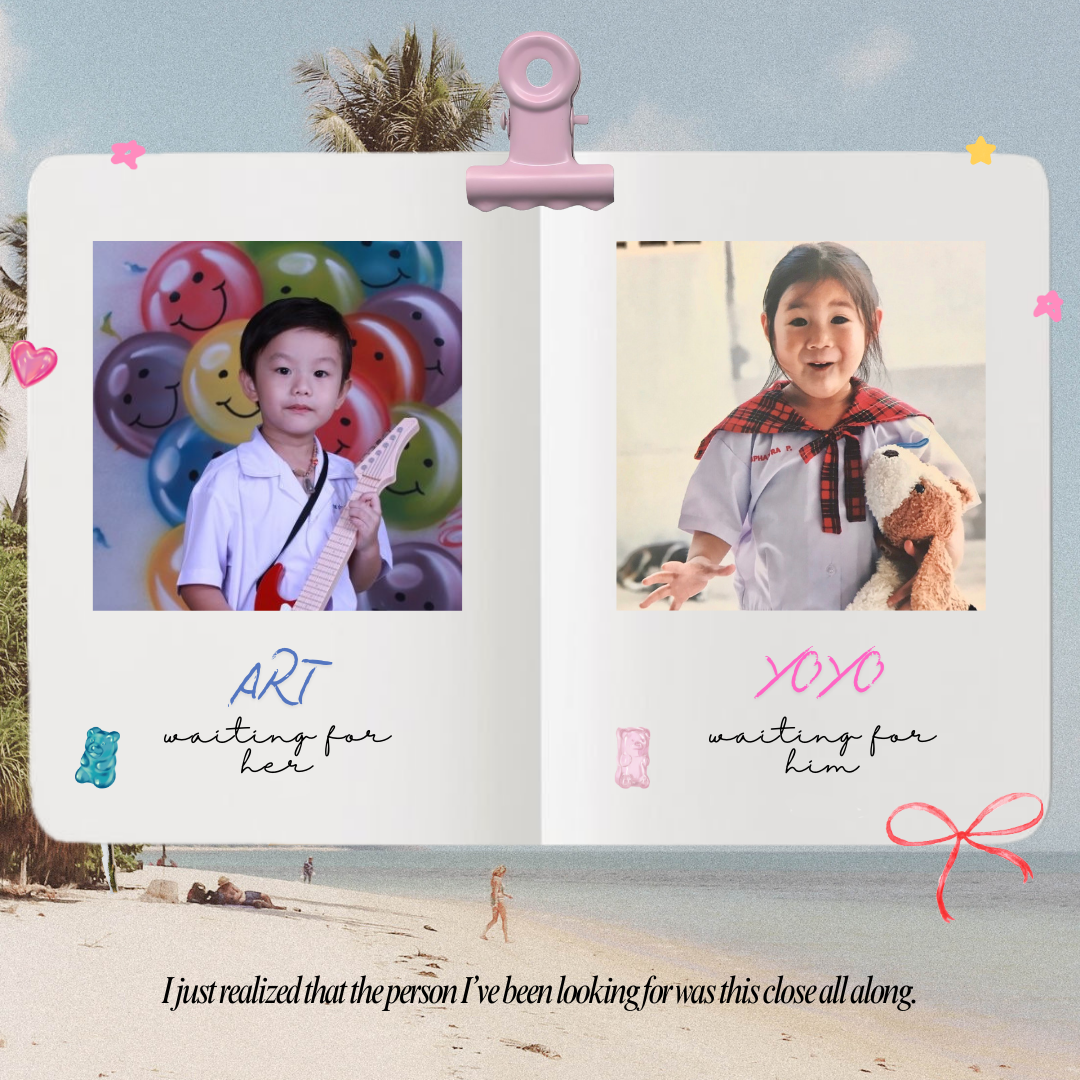 ART
waiting for
her
YOYO
waiting for
him
I just realized that the person I've been looking for was this close all along.